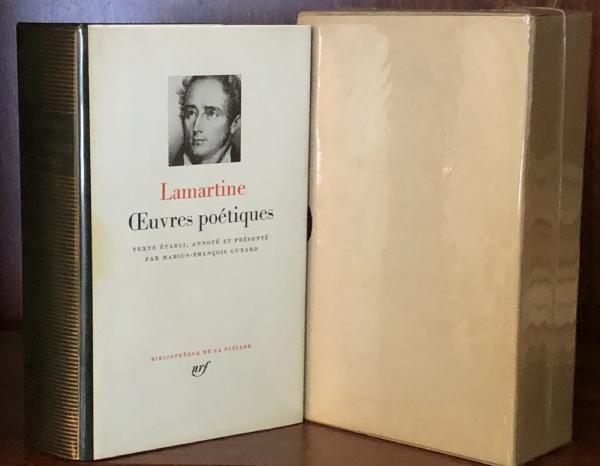 Lamartine
Œuvres poétiques
TEXTE ÉTABLI, ANNOTÉ ET PRÉSENTÉ
PAR MARIUS-FRANÇOIS GUYARD
BIBLIOTHÈQUE DE LA PLÉIADE
nrf